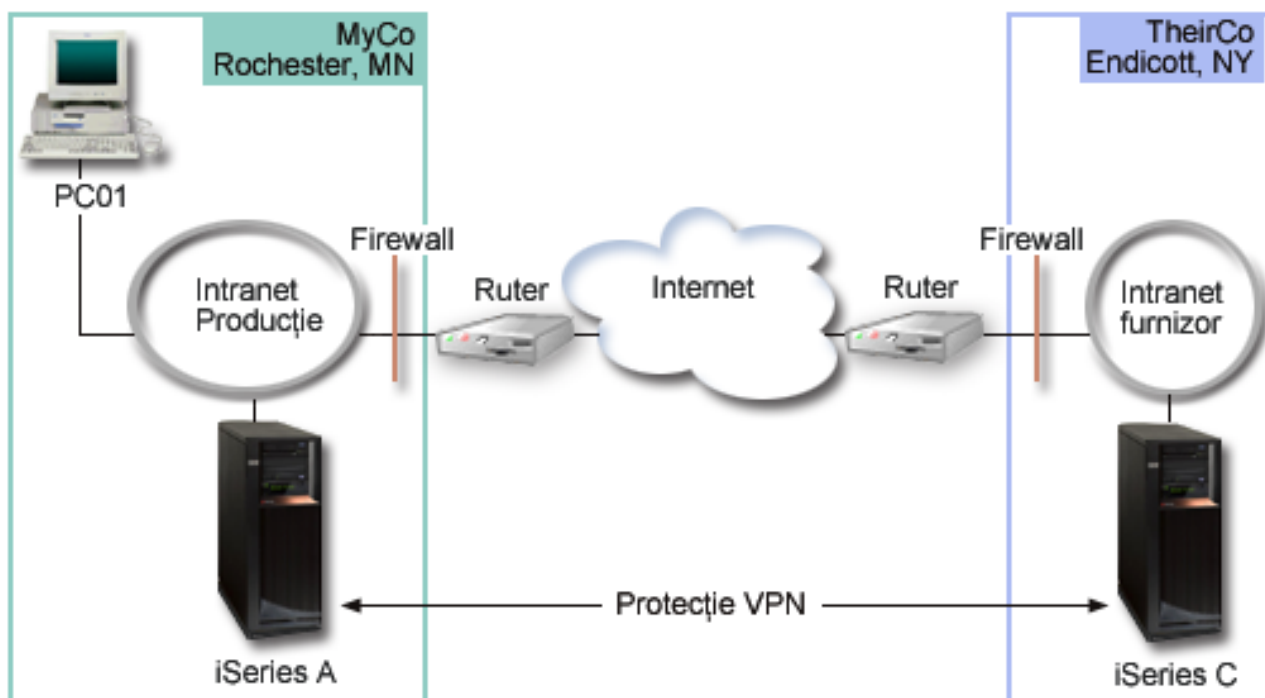 MyCo
Rochester, MN
TheirCo
Endicott, NY
PC01
Firewall
Firewall
Intranet
Producție
Ruter
Internet
Ruter
Intranet
furnizor
Protecție VPN
iSeries A
iSeries C